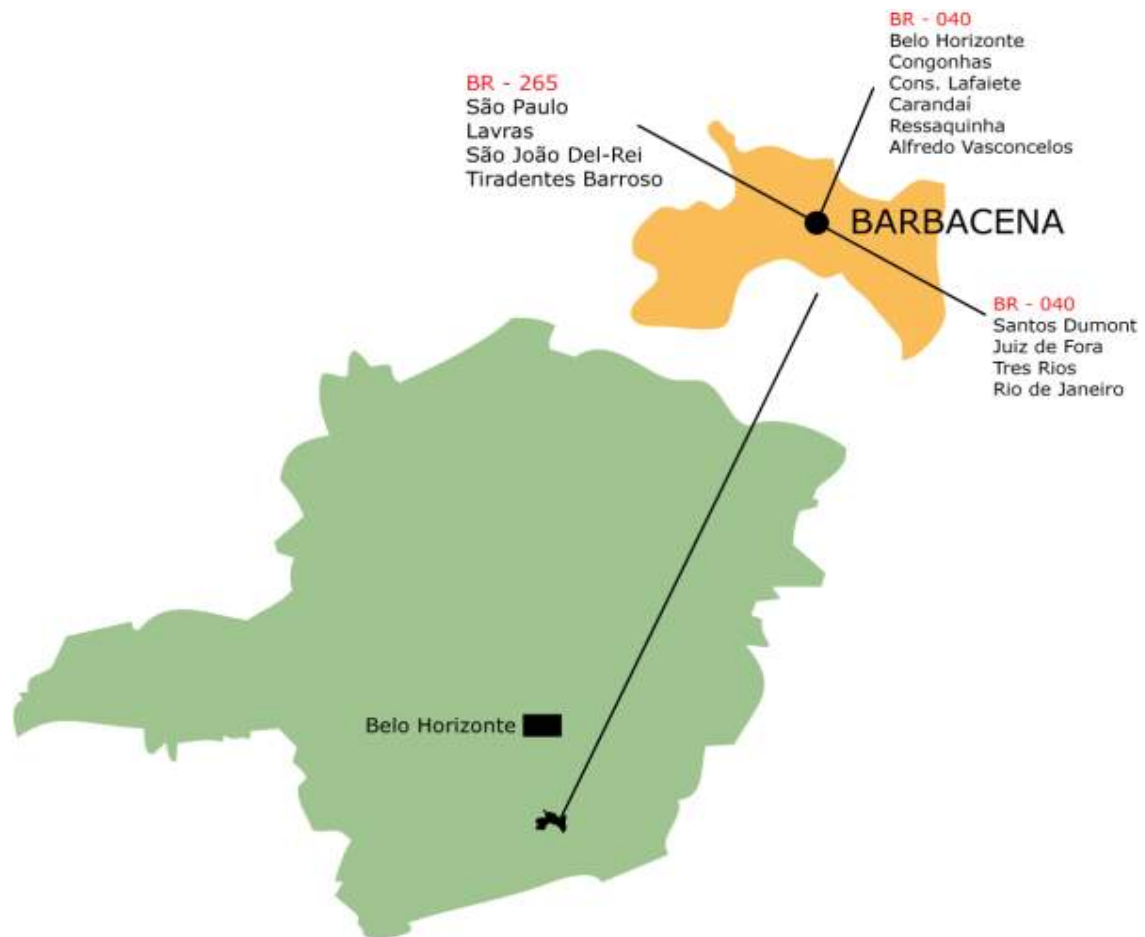 BR - 040
Belo Horizonte
Congonhas
Cons. Lafaiete
Carandaí
Ressaquinha
Alfredo Vasconcelos
BR - 265
São Paulo
Lavras
São João Del-Rei
Tiradentes Barroso
BARBACENA
BR - 040
Santos Dumont
Juiz de Fora
Tres Rios
Rio de Janeiro
Belo Horizonte